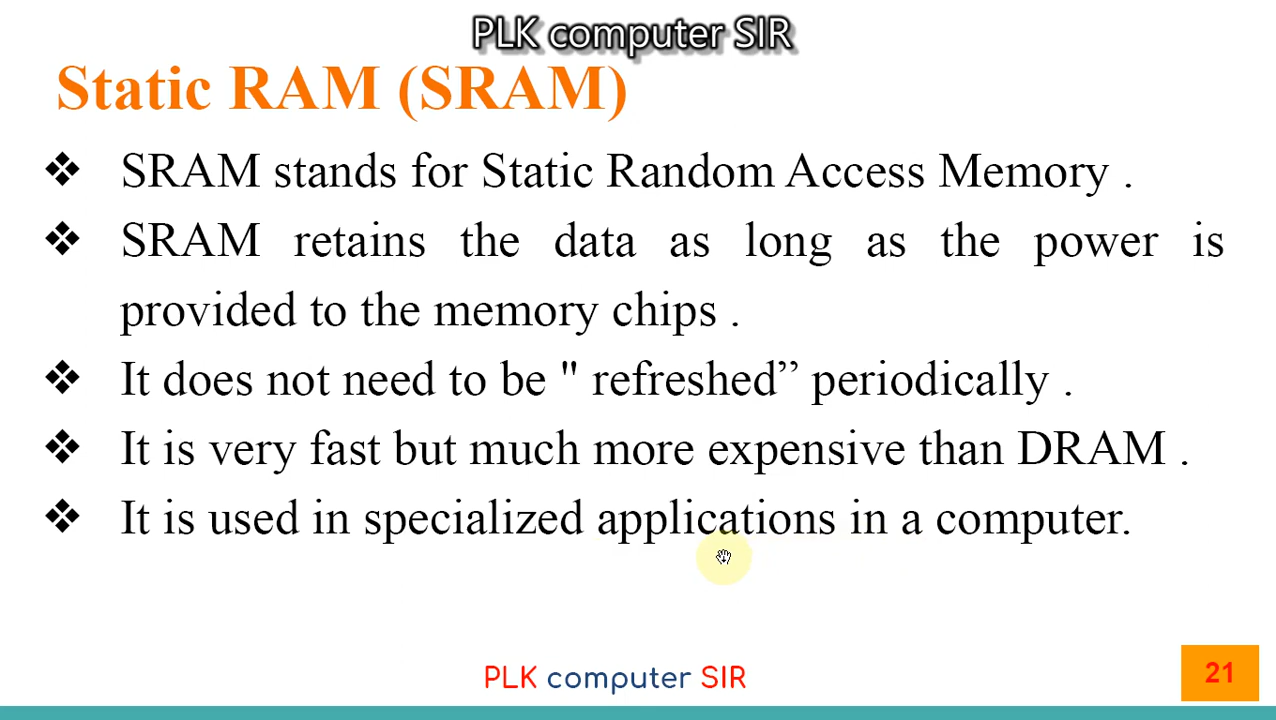 PLK computer SIR
Static RAM (SRAM)
❖ SRAM stands for Static Random Access Memory .
❖ SRAM retains the data as long as the power is
provided to the memory chips .
❖ It does not need to be " refreshed” periodically .
❖ It is very fast but much more expensive than DRAM .
❖ It is used in specialized applications in a computer.
PLK computer SIR
21